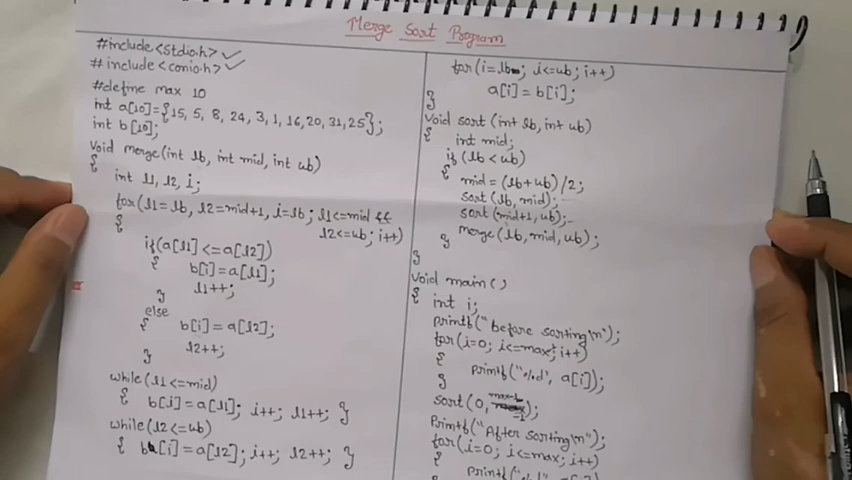 Merge Sort Program
#include<stdio.h>
#include<conio.h>
#define max 10
int a[10]={15, 5, 8, 24, 3, 1, 16, 20, 31, 25};
int b[10];
void merge(int lb, int mid, int ub)
{
int l1, l2, i;
for(l1=lb, l2=mid+1, i=lb; l1<=mid &&
l2<=ub; i++)
{
if(a[l1]<=a[l2])
{
b[i]=a[l1];
l1++;
}
else
{
b[i]=a[l2];
l2++;
}
while(l1<=mid)
{ b[i]=a[l1]; i++; l1++; }
while(l2<=ub)
{ b[i]=a[l2]; i++; l2++; }
for(i=lb; i<=ub; i++)
a[i]=b[i];
}
void sort(int lb, int ub)
{
int mid;
if(lb<ub)
{
mid=(lb+ub)/2;
sort(lb, mid);
sort(mid+1, ub);
merge(lb, mid, ub);
}
}
void main()
{
int i;
printf("before sorting\n");
for(i=0; i<=max; i++)
{
printf("%d", a[i]);
}
sort(0, max-1);
Printf("After sorting\n");
for(i=0; i<=max; i++)
{
printf(